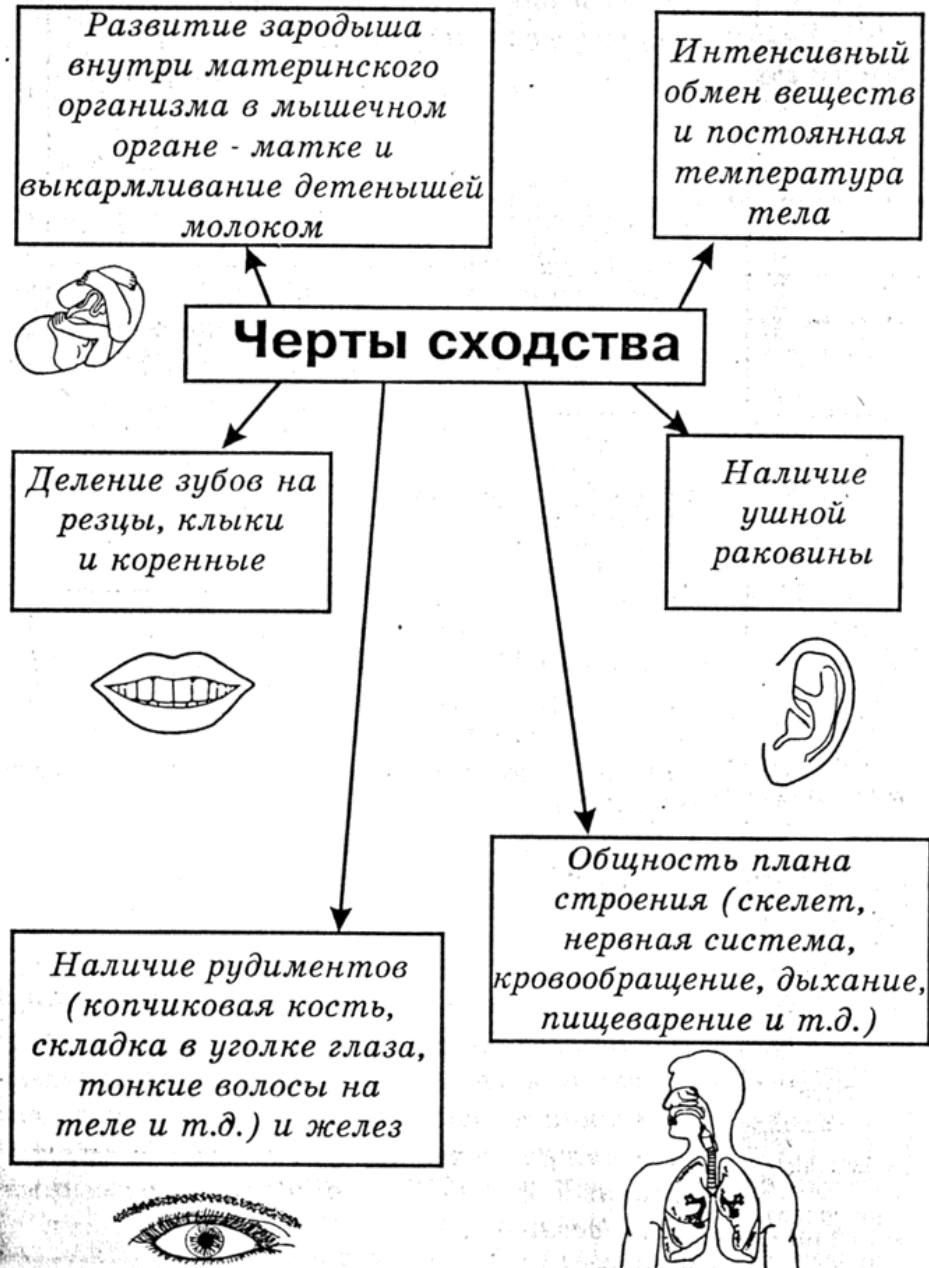 Развитие зародыша
внутри материнского
организма в мышечном
органе - матке и
выкармливание детенышей
молоком
Интенсивный
обмен веществ
и постоянная
температура
тела
Черты сходства
Деление зубов на
резцы, клыки
и коренные
Наличие
ушной
раковины
Общность плана
строения (скелет,
нервная система,
кровообращение, дыхание,
пищеварение и т.д.)
Наличие рудиментов
(копчиковая кость,
складка в уголке глаза,
тонкие волосы на
теле и т.д.) и желез